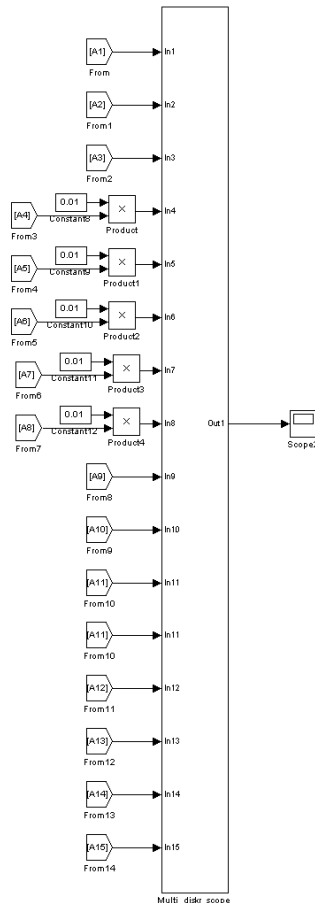 [A1]
In1
From
[A2]
In2
From1
[A3]
In3
From2
0.01
[A4]
Constant8
×
In4
From3
Product
0.01
[A5]
Constant9
×
In5
From4
Product1
0.01
[A6]
Constant10
×
In6
From5
Product2
0.01
[A7]
Constant11
×
In7
From6
Product3
0.01
[A8]
Constant12
×
In8
Out1
From7
Product4
Scope2
[A9]
In9
From8
[A10]
In10
From9
[A11]
In11
From10
[A11]
In11
From10
[A12]
In12
From11
[A13]
In13
From12
[A14]
In14
From13
[A15]
In15
From14
Multi_diskr_scope